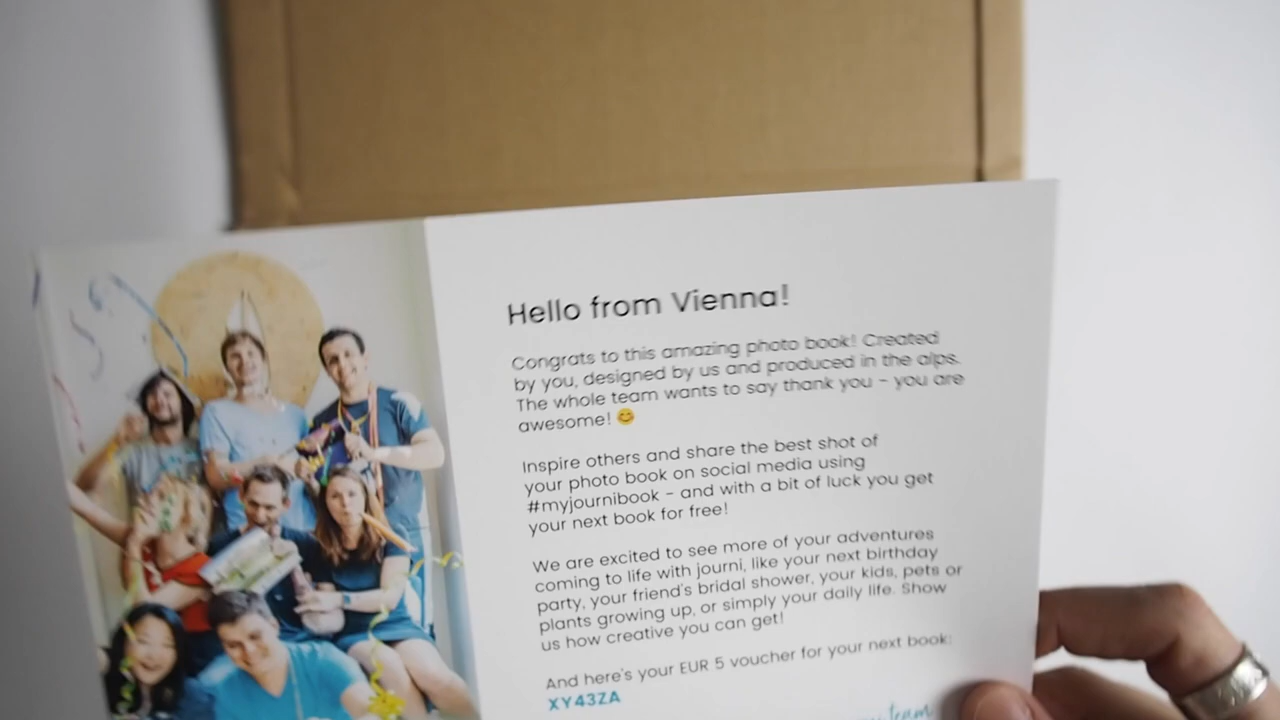 Hello from Vienna!
Congrats to this amazing photo book! Created
by you, designed by us and produced in the alps.
The whole team wants to say thank you – you are
awesome! 😊
Inspire others and share the best shot of
your photo book on social media using
#myjournibook – and with a bit of luck you get
your next book for free!
We are excited to see more of your adventures
coming to life with journi, like your next birthday
party, your friend's bridal shower, your kids, pets or
plants growing up, or simply your daily life. Show
us how creative you can get!
And here's your EUR 5 voucher for your next book:
XY43ZA
team